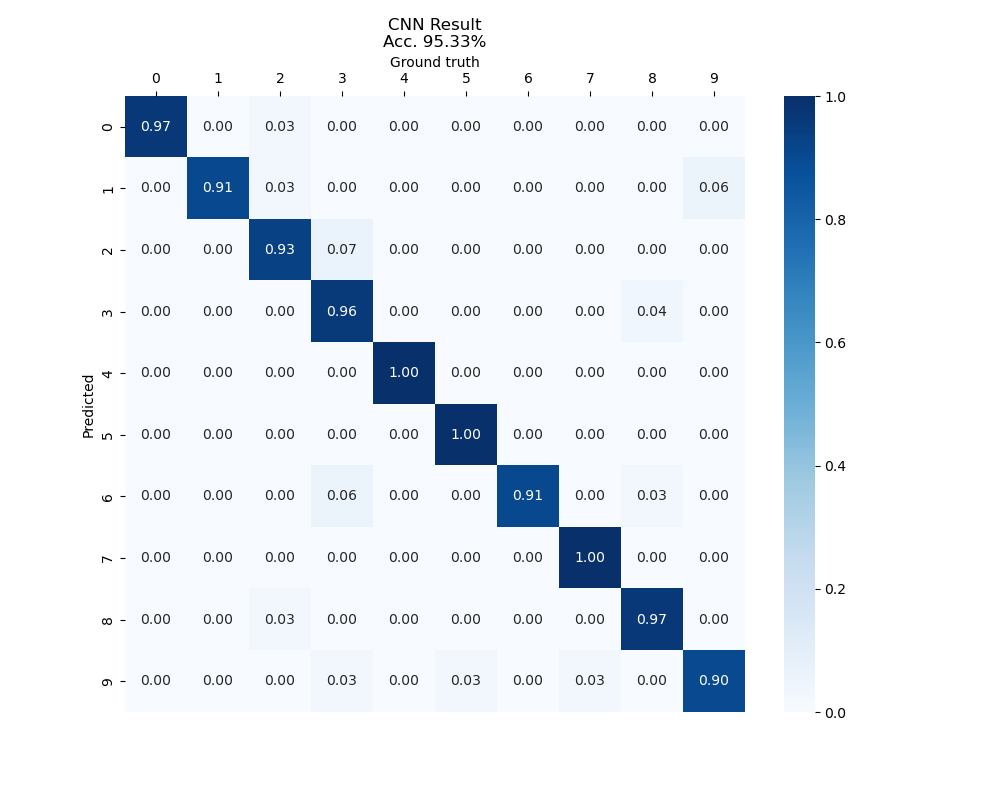 CNN Result
Acc. 95.33%
Ground truth
0 1 2 3 4 5 6 7 8 9
0 0.97 0.00 0.03 0.00 0.00 0.00 0.00 0.00 0.00 0.00
1 0.00 0.91 0.03 0.00 0.00 0.00 0.00 0.00 0.00 0.06
2 0.00 0.00 0.93 0.07 0.00 0.00 0.00 0.00 0.00 0.00
3 0.00 0.00 0.00 0.96 0.00 0.00 0.00 0.00 0.04 0.00
4 0.00 0.00 0.00 0.00 1.00 0.00 0.00 0.00 0.00 0.00
Predicted
5 0.00 0.00 0.00 0.00 0.00 1.00 0.00 0.00 0.00 0.00
6 0.00 0.00 0.00 0.06 0.00 0.00 0.91 0.00 0.03 0.00
7 0.00 0.00 0.00 0.00 0.00 0.00 0.00 1.00 0.00 0.00
8 0.00 0.00 0.03 0.00 0.00 0.00 0.00 0.00 0.97 0.00
9 0.00 0.00 0.00 0.03 0.00 0.03 0.00 0.03 0.00 0.90
1.0
0.8
0.6
0.4
0.2
0.0